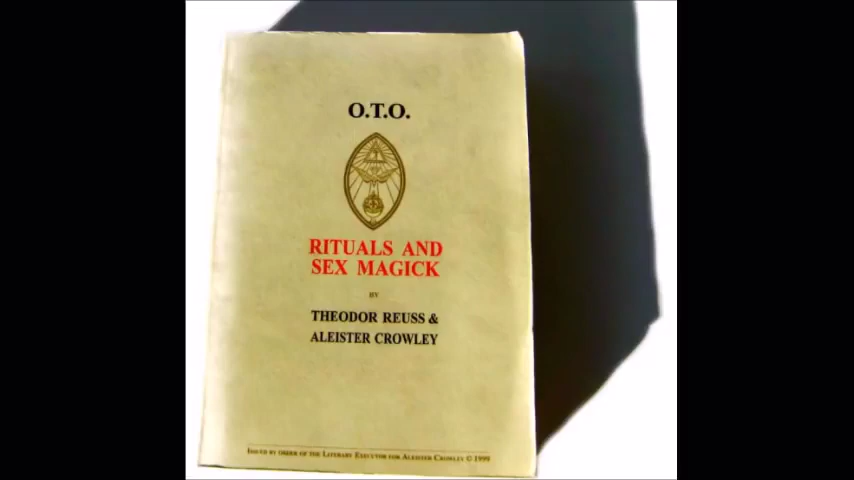 O.T.O.
RITUALS AND
SEX MAGICK
BY
THEODOR REUSS &
ALEISTER CROWLEY
ISSUED BY ORDER OF THE LITERARY EXECUTOR FOR ALEISTER CROWLEY © 1999